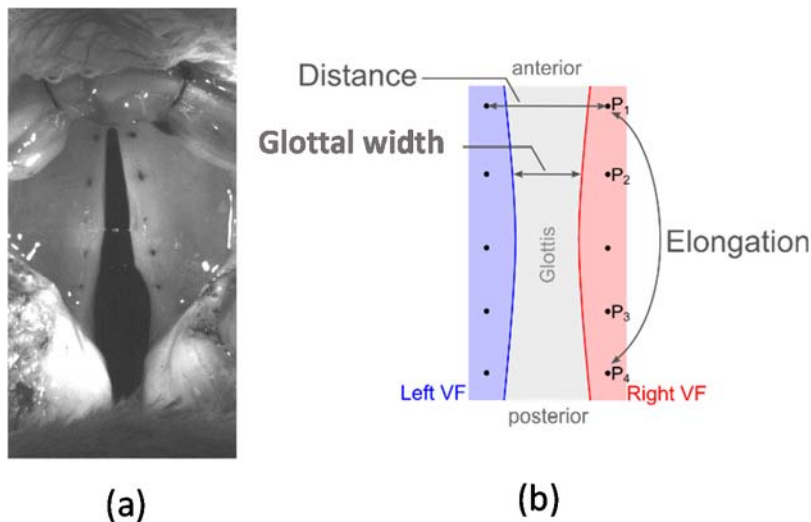 anterior
Distance
P1
Glottal width
P2
Glottis
Elongation
P3
P4
Left VF
Right VF
posterior
(a)
(b)